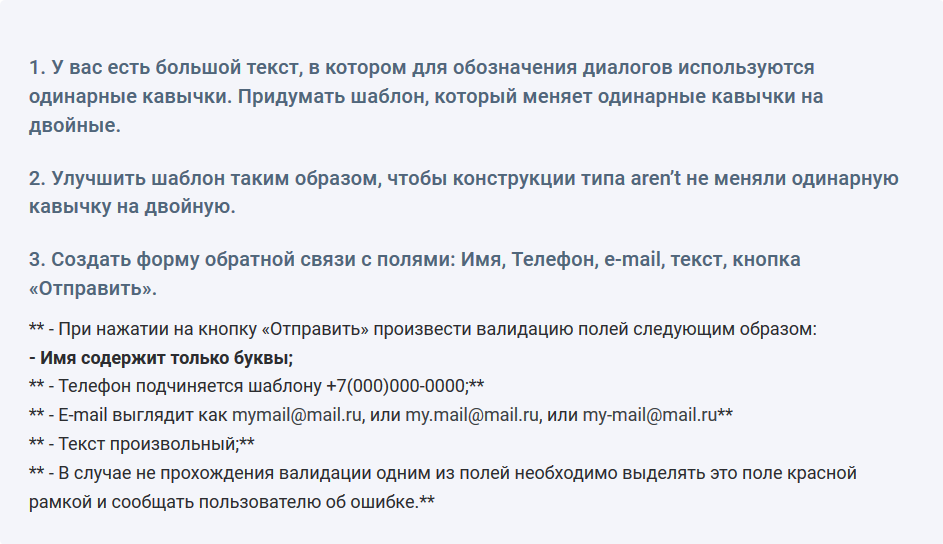 1. У вас есть большой текст, в котором для обозначения диалогов используются
одинарные кавычки. Придумать шаблон, который меняет одинарные кавычки на
двойные.
2. Улучшить шаблон таким образом, чтобы конструкции типа aren’t не меняли одинарную
кавычку на двойную.
3. Создать форму обратной связи с полями: Имя, Телефон, e-mail, текст, кнопка
«Отправить».
** - При нажатии на кнопку «Отправить» произвести валидацию полей следующим образом:
- Имя содержит только буквы;
** - Телефон подчиняется шаблону +7(000)000-0000;**
** - E-mail выглядит как mymail@mail.ru, или my.mail@mail.ru, или my-mail@mail.ru**
** - Текст произвольный;**
** - В случае не прохождения валидации одним из полей необходимо выделять это поле красной
рамкой и сообщать пользователю об ошибке.**